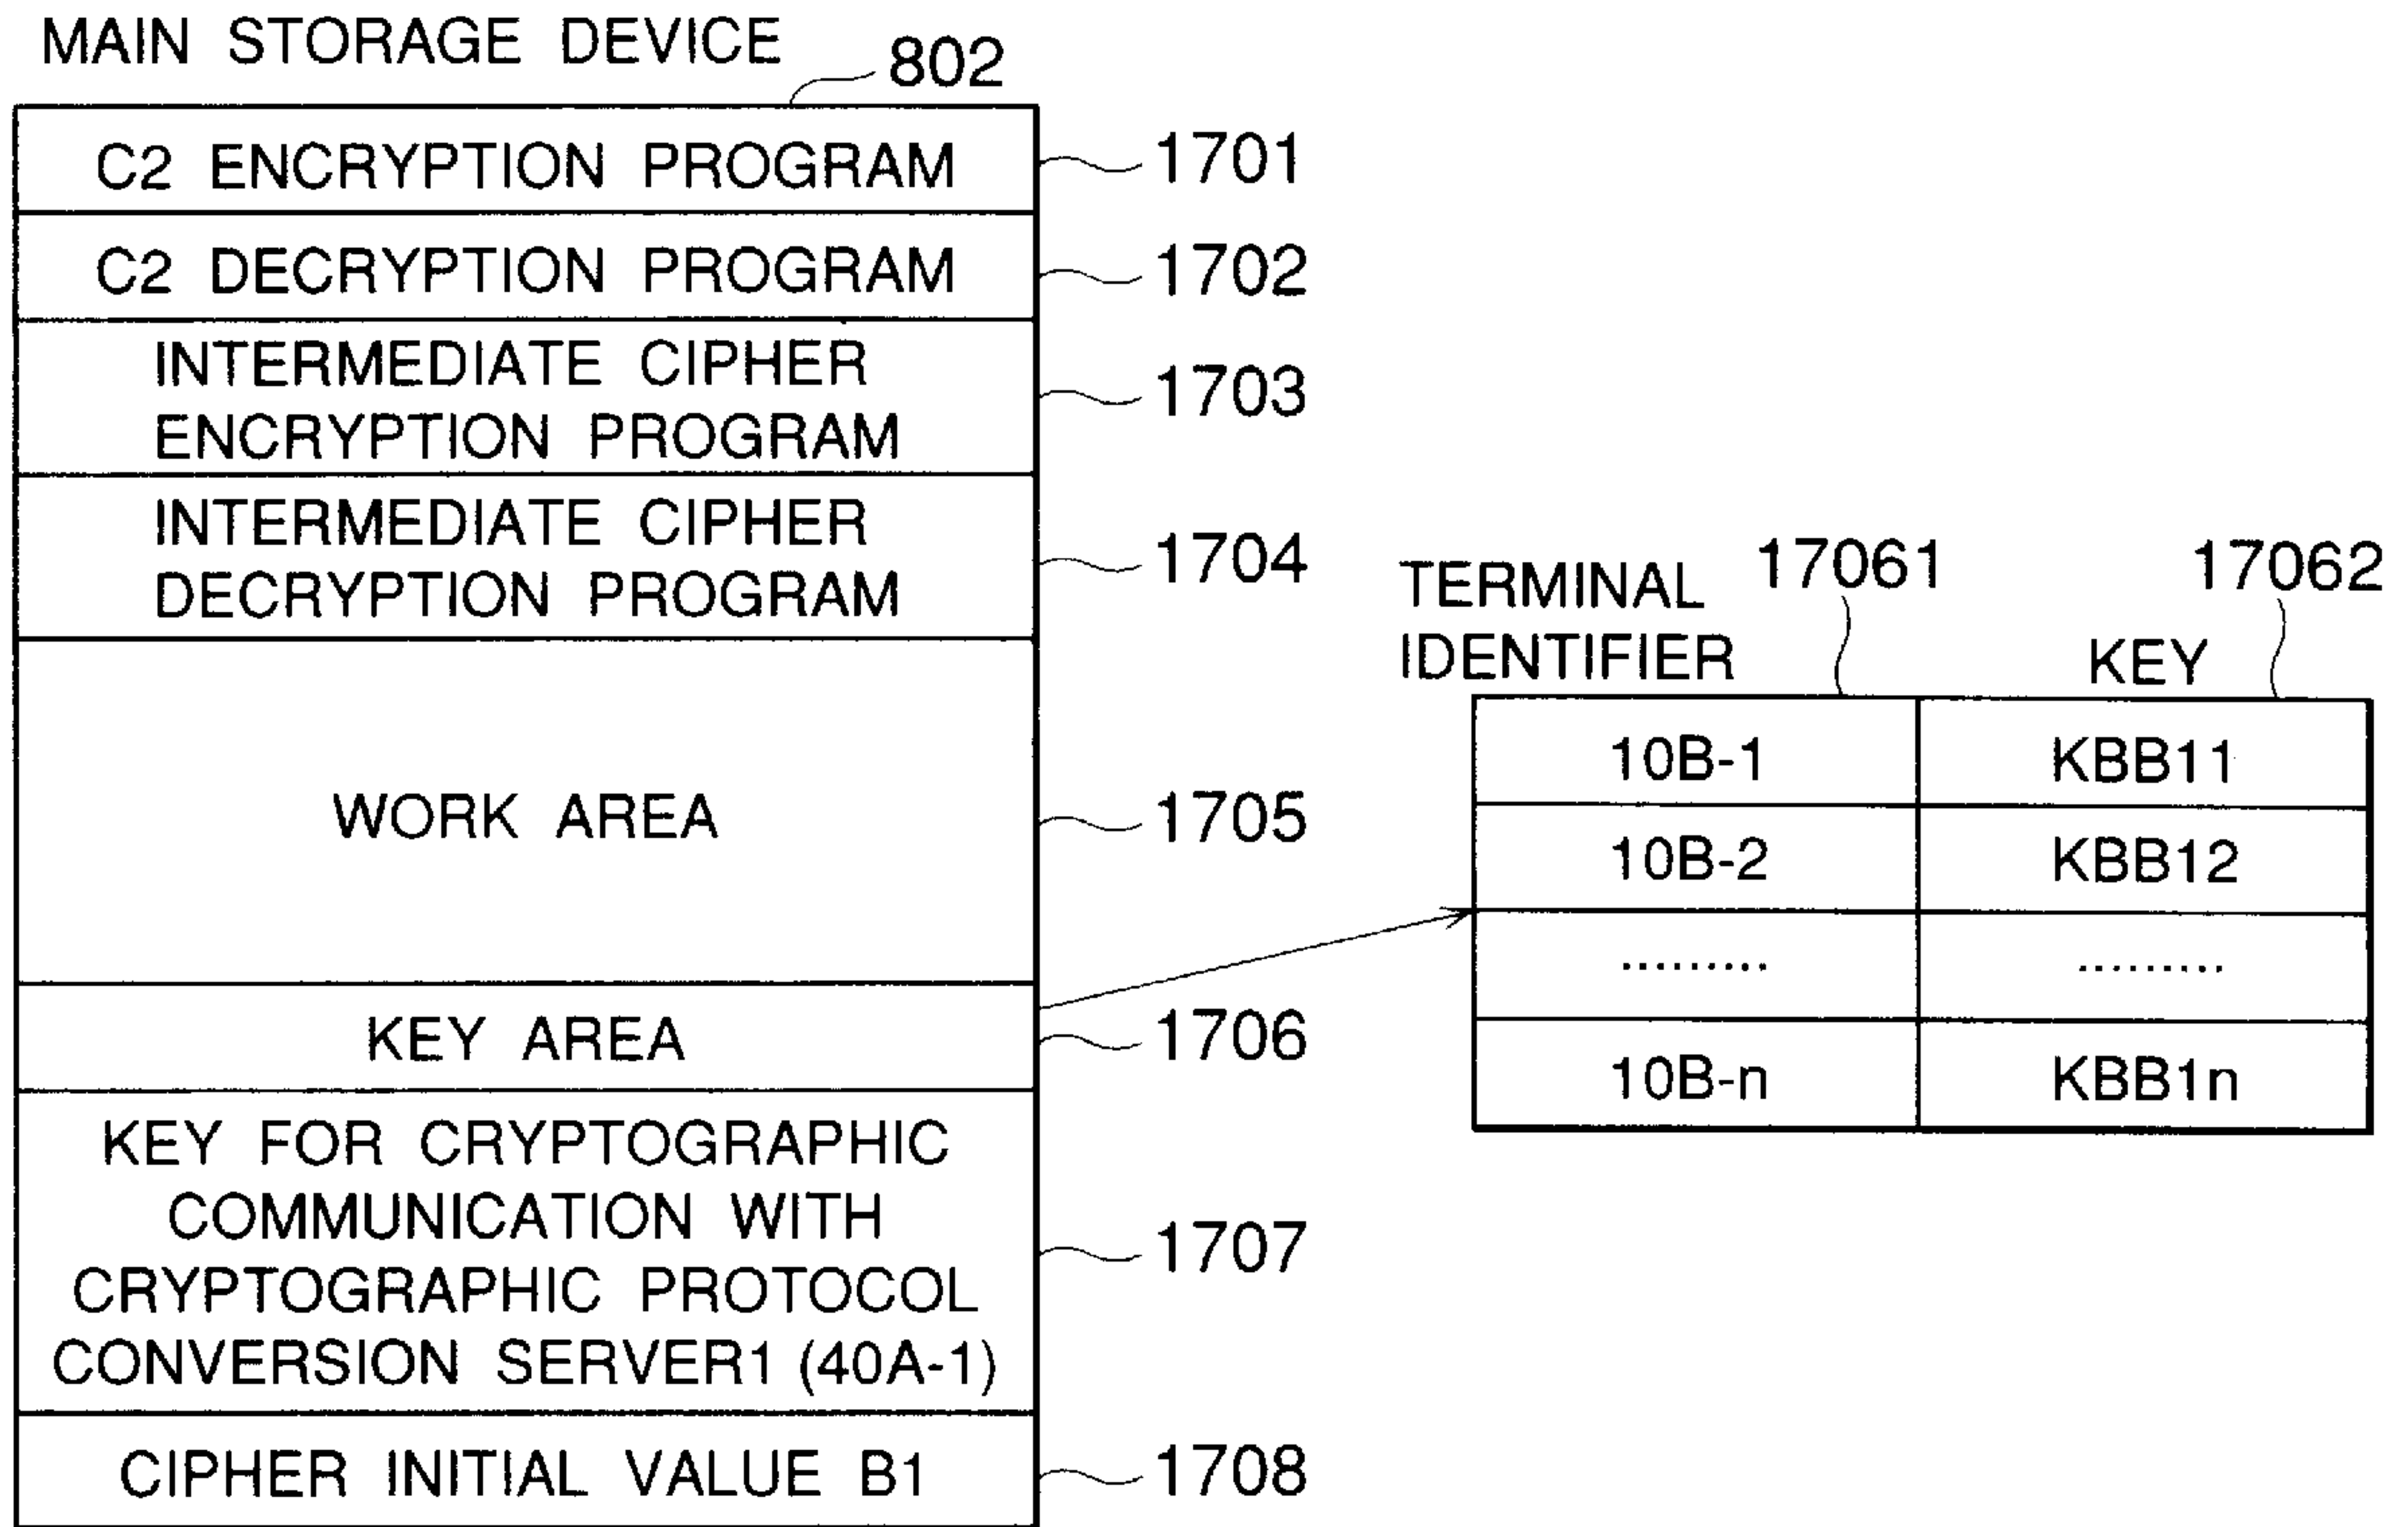 MAIN STORAGE DEVICE
802
C2 ENCRYPTION PROGRAM
1701
C2 DECRYPTION PROGRAM
1702
INTERMEDIATE CIPHER
ENCRYPTION PROGRAM
1703
INTERMEDIATE CIPHER
DECRYPTION PROGRAM
1704
WORK AREA
1705
KEY AREA
1706
KEY FOR CRYPTOGRAPHIC
COMMUNICATION WITH
CRYPTOGRAPHIC PROTOCOL
CONVERSION SERVER1 (40A-1)
1707
CIPHER INITIAL VALUE B1
1708
TERMINAL
IDENTIFIER
17061
KEY
17062
10B-1 KBB11
10B-2 KBB12
......... .........
10B-n KBB1n